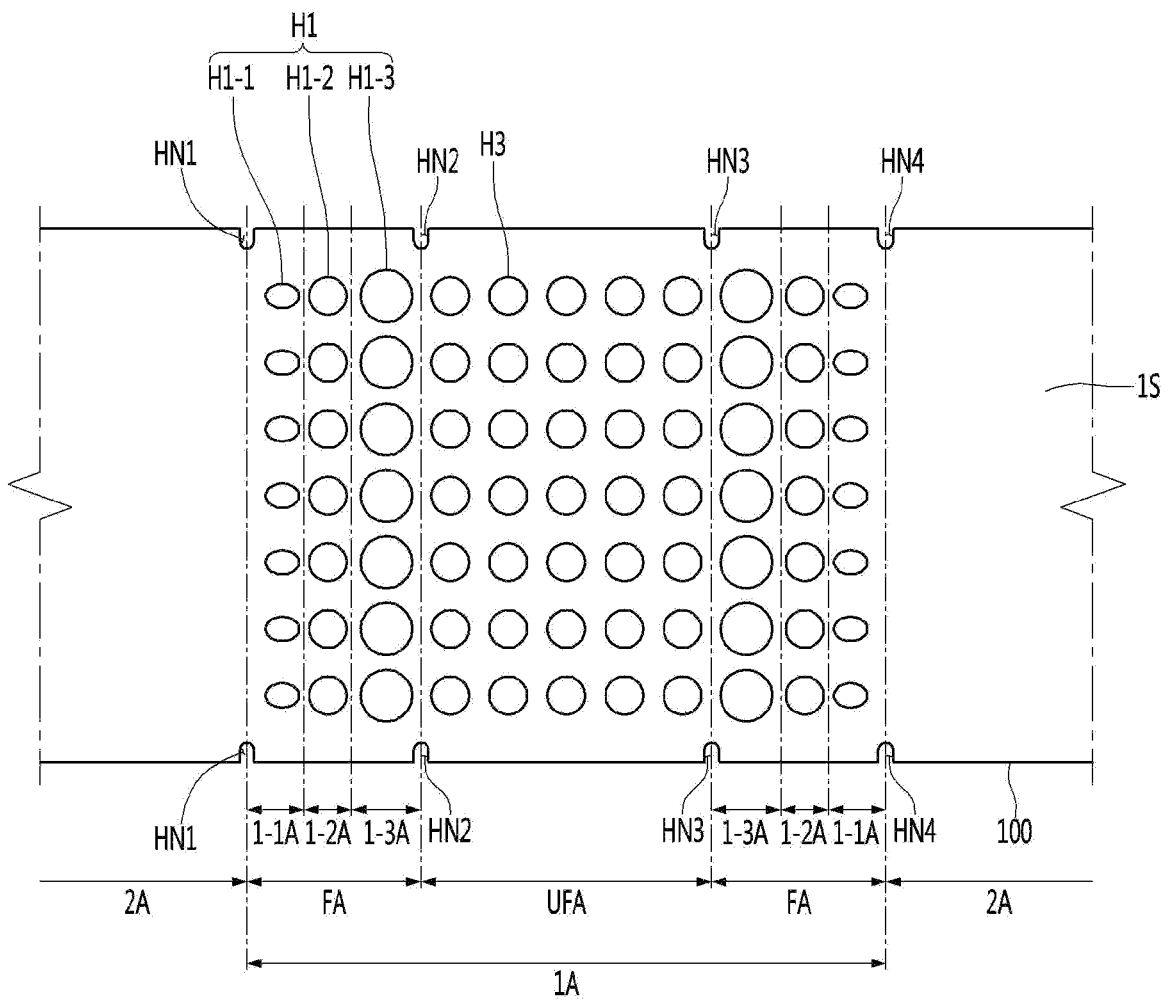 H1
H1-1 H1-2 H1-3
HN1 HN2 H3 HN3 HN4
1S
HN1 1-1A 1-2A 1-3A HN2 HN3 1-3A 1-2A 1-1A HN4 100
2A FA UFA FA 2A
1A